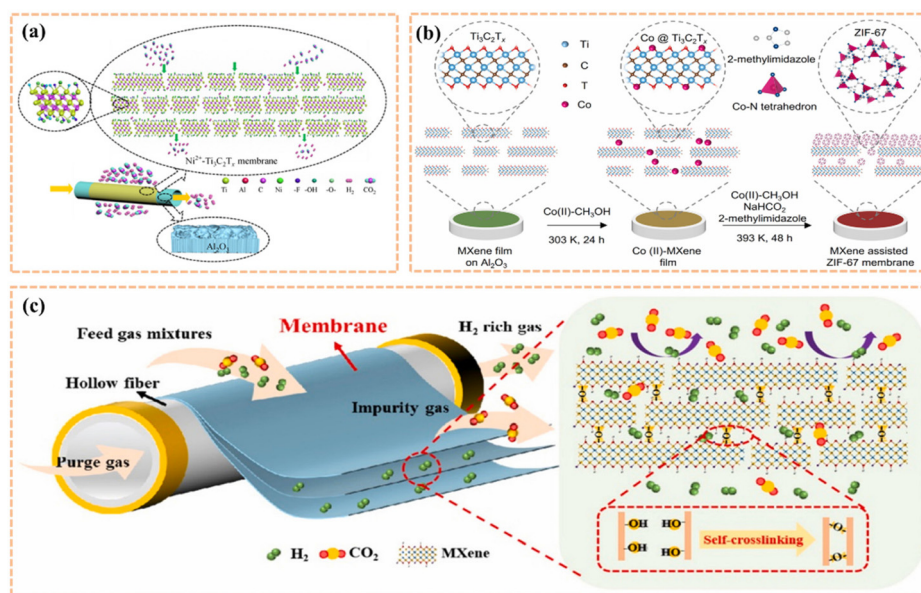 (a)
Ni²⁺-Ti₃C₂Tₓ membrane
Ti Al C Ni -F -OH -O- H₂ CO₂
Al₂O₃
(b)
Ti₃C₂Tₓ
Co @ Ti₃C₂Tₓ
ZIF-67
Ti
C
T
Co
2-methylimidazole
Co-N tetrahedron
Co(II)-CH₃OH
303 K, 24 h
Co(II)-CH₃OH
NaHCO₂
2-methylimidazole
393 K, 48 h
MXene film
on Al₂O₃
Co (II)-MXene
film
MXene assisted
ZIF-67 membrane
(c)
Feed gas mixtures
Membrane
H₂ rich gas
Hollow fiber
Impurity gas
Purge gas
H₂ CO₂ MXene
-OH HO-
-OH HO-
Self-crosslinking